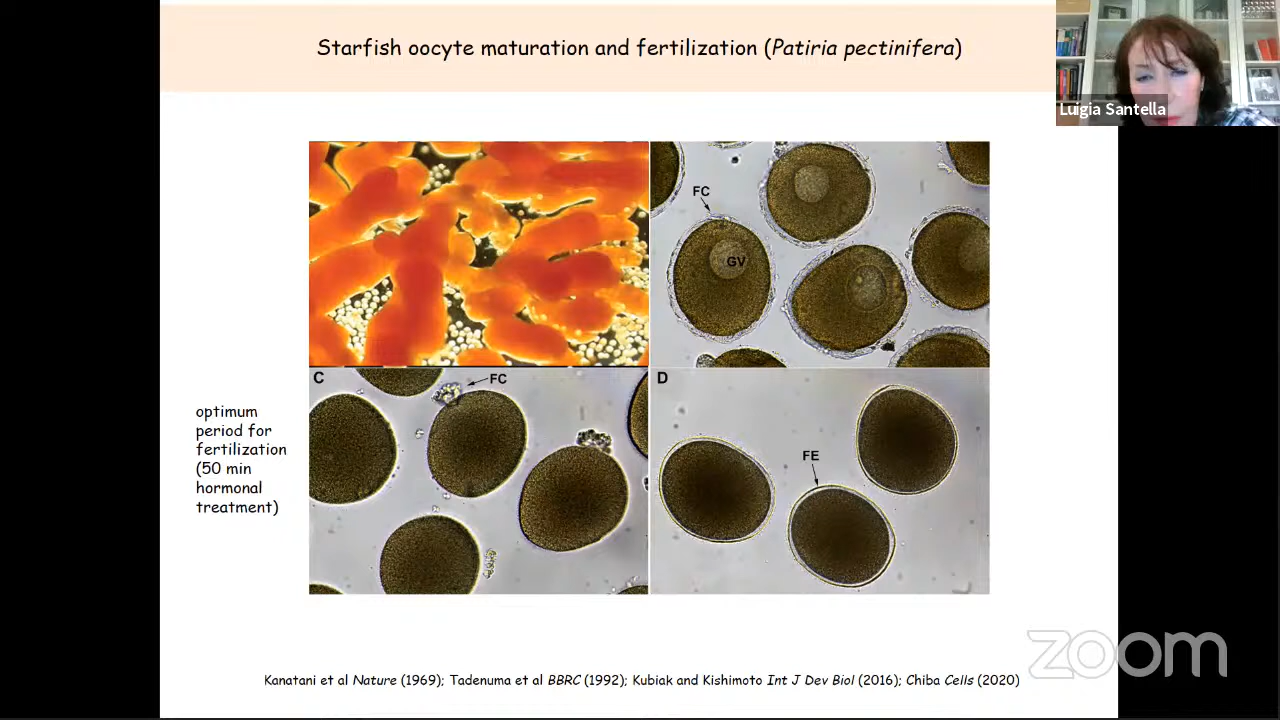 Starfish oocyte maturation and fertilization (Patiria pectinifera)
Luigia Santella
FC
GV
C
FC
D
FE
optimum
period for
fertilization
(50 min
hormonal
treatment)
zoom
Kanatani et al Nature (1969); Tadenuma et al BBRC (1992); Kubiak and Kishimoto Int J Dev Biol (2016); Chiba Cells (2020)